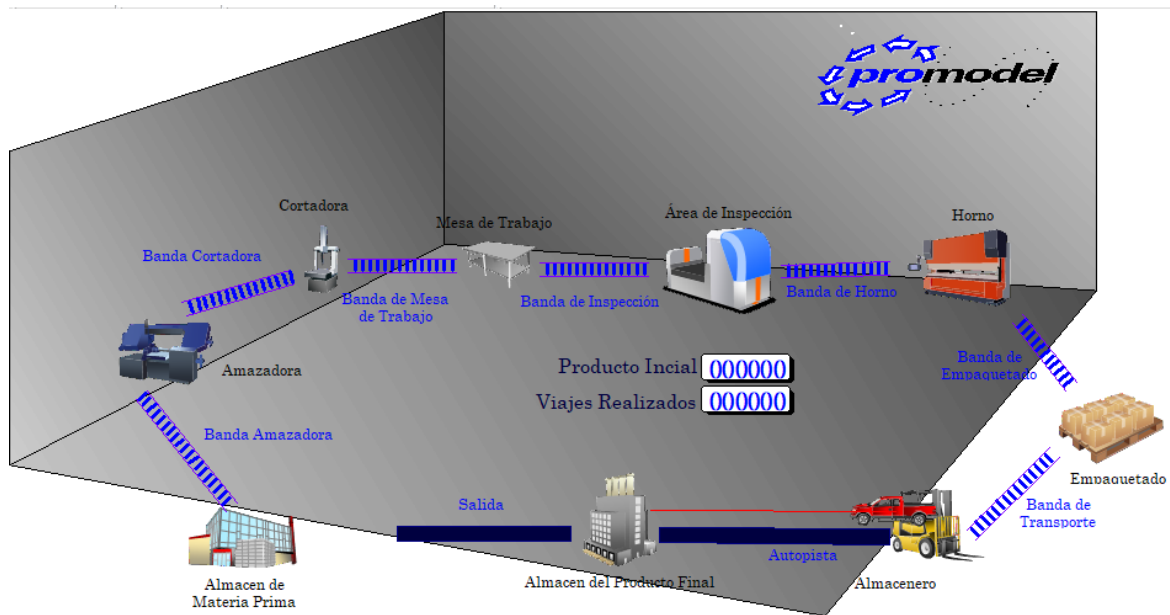 promodel
Cortadora
Mesa de Trabajo
Área de Inspección
Horno
Banda Cortadora
Banda de Mesa
de Trabajo
Banda de Inspección
Banda de Horno
Amazadora
Producto Incial 000000
Viajes Realizados 000000
Banda de
Empaquetado
Banda Amazadora
Empaquetado
Salida
Banda de
Transporte
Autopista
Almacen de
Materia Prima
Almacen del Producto Final
Almacenero